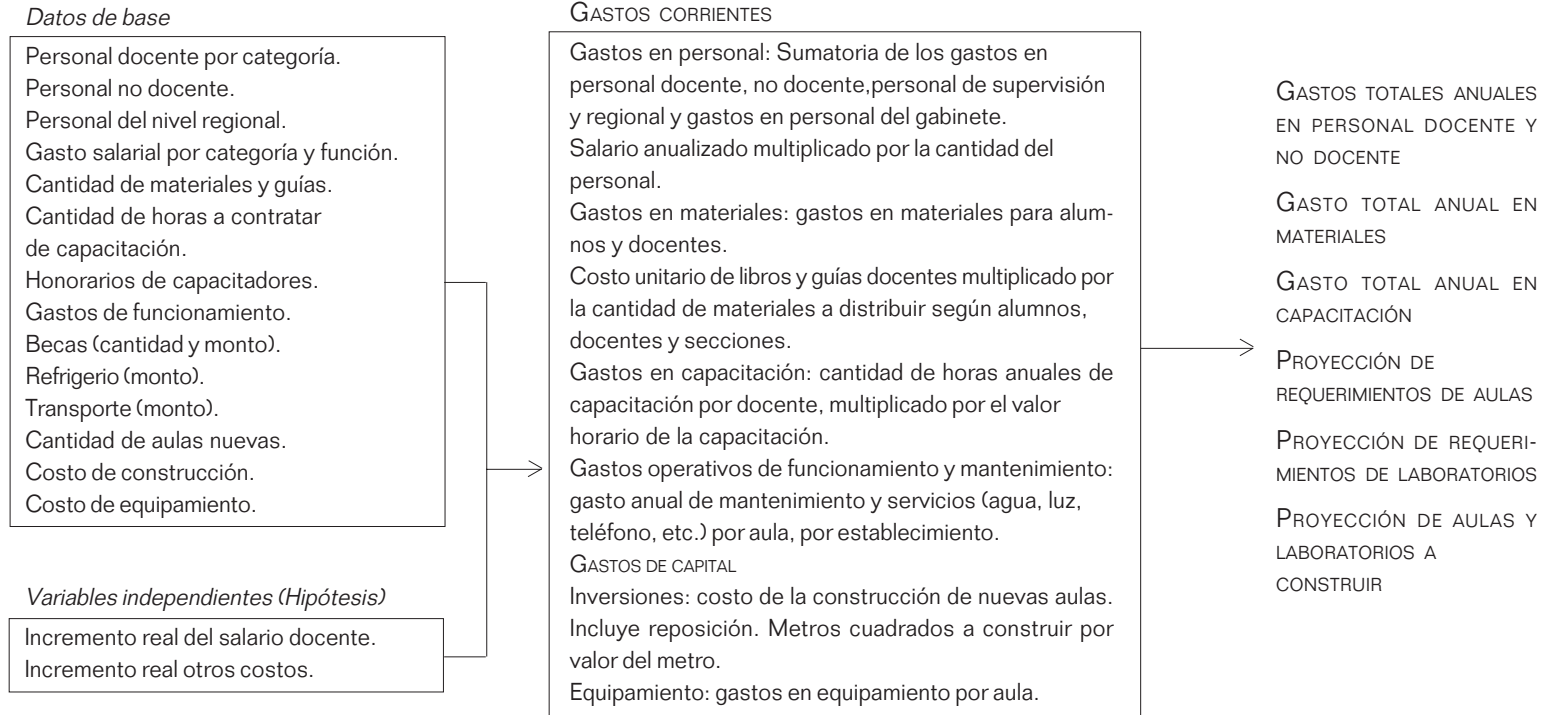 Datos de base
Personal docente por categoría.
Personal no docente.
Personal del nivel regional.
Gasto salarial por categoría y función.
Cantidad de materiales y guías.
Cantidad de horas a contratar
de capacitación.
Honorarios de capacitadores.
Gastos de funcionamiento.
Becas (cantidad y monto).
Refrigerio (monto).
Transporte (monto).
Cantidad de aulas nuevas.
Costo de construcción.
Costo de equipamiento.
Variables independientes (Hipótesis)
Incremento real del salario docente.
Incremento real otros costos.
GASTOS CORRIENTES
Gastos en personal: Sumatoria de los gastos en
personal docente, no docente,personal de supervisión
y regional y gastos en personal del gabinete.
Salario anualizado multiplicado por la cantidad del
personal.
Gastos en materiales: gastos en materiales para alum-
nos y docentes.
Costo unitario de libros y guías docentes multiplicado por
la cantidad de materiales a distribuir según alumnos,
docentes y secciones.
Gastos en capacitación: cantidad de horas anuales de
capacitación por docente, multiplicado por el valor
horario de la capacitación.
Gastos operativos de funcionamiento y mantenimiento:
gasto anual de mantenimiento y servicios (agua, luz,
teléfono, etc.) por aula, por establecimiento.
GASTOS DE CAPITAL
Inversiones: costo de la construcción de nuevas aulas.
Incluye reposición. Metros cuadrados a construir por
valor del metro.
Equipamiento: gastos en equipamiento por aula.
GASTOS TOTALES ANUALES
EN PERSONAL DOCENTE Y
NO DOCENTE
GASTO TOTAL ANUAL EN
MATERIALES
GASTO TOTAL ANUAL EN
CAPACITACIÓN
PROYECCIÓN DE
REQUERIMIENTOS DE AULAS
PROYECCIÓN DE REQUERI-
MIENTOS DE LABORATORIOS
PROYECCIÓN DE AULAS Y
LABORATORIOS A
CONSTRUIR